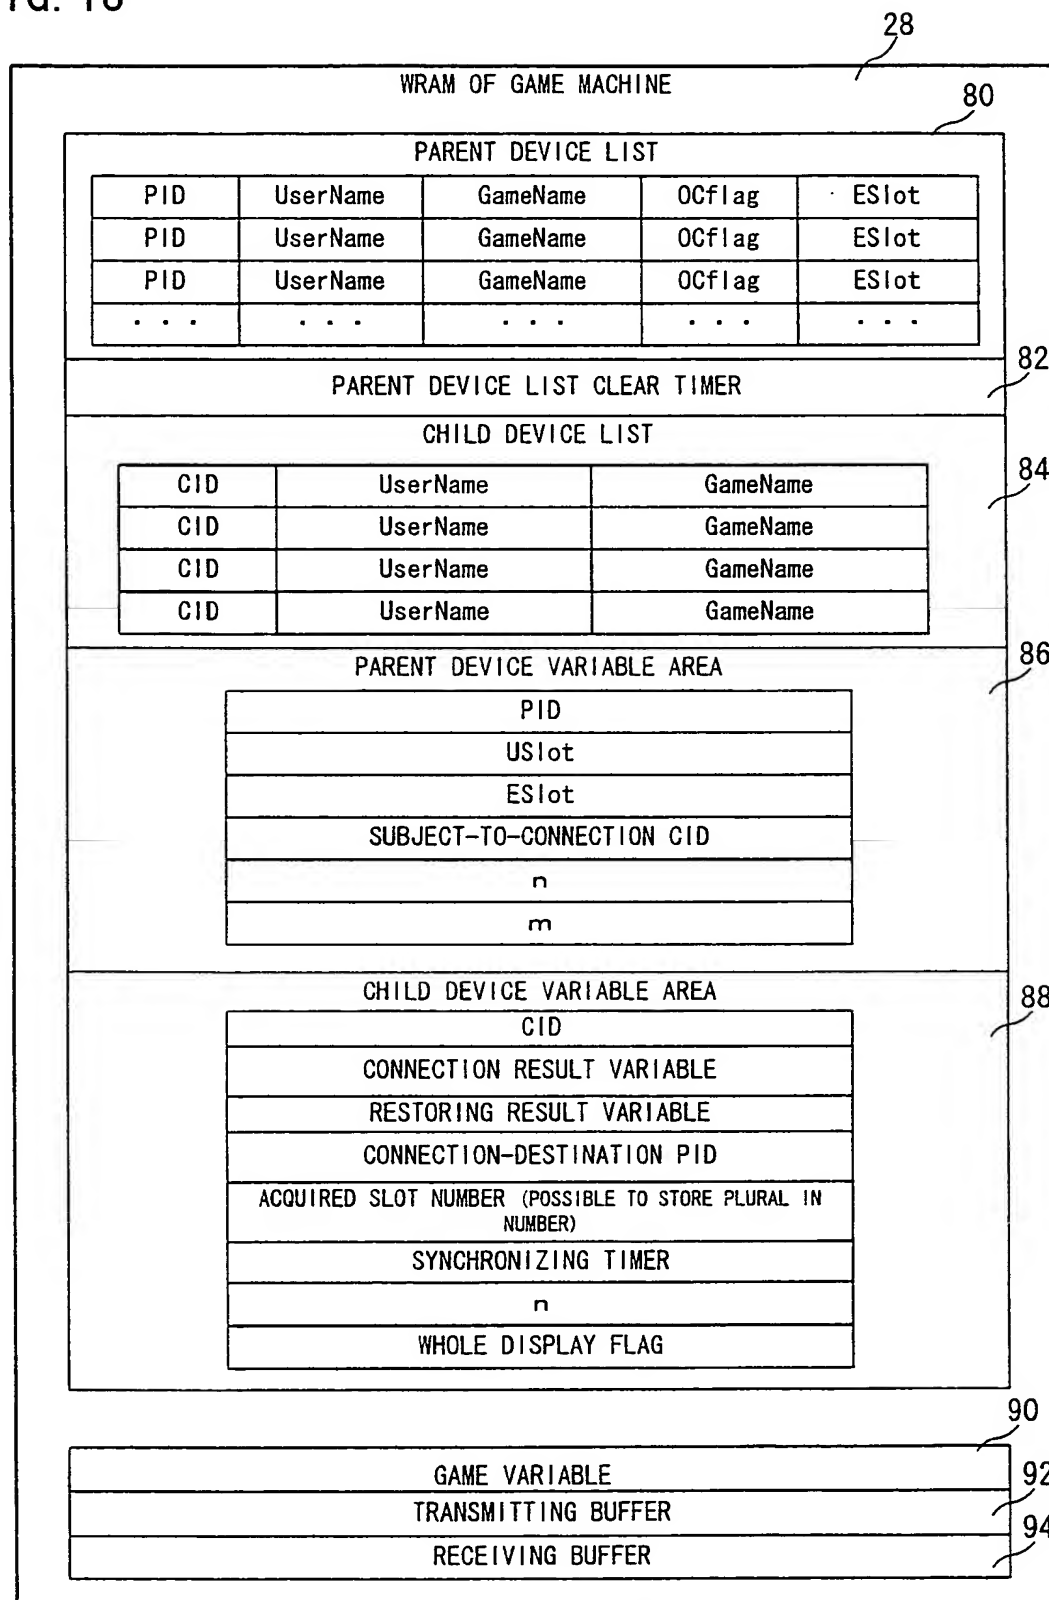 28
WRAM OF GAME MACHINE
80
PARENT DEVICE LIST
PID UserName GameName OCflag ESlot
PID UserName GameName OCflag ESlot
PID UserName GameName OCflag ESlot
... ... ... ... ...
82
PARENT DEVICE LIST CLEAR TIMER
CHILD DEVICE LIST
84
CID UserName GameName
CID UserName GameName
CID UserName GameName
CID UserName GameName
86
PARENT DEVICE VARIABLE AREA
PID
USlot
ESlot
SUBJECT-TO-CONNECTION CID
n
m
CHILD DEVICE VARIABLE AREA
88
CID
CONNECTION RESULT VARIABLE
RESTORING RESULT VARIABLE
CONNECTION-DESTINATION PID
ACQUIRED SLOT NUMBER (POSSIBLE TO STORE PLURAL IN
NUMBER)
SYNCHRONIZING TIMER
n
WHOLE DISPLAY FLAG
90
GAME VARIABLE
92
TRANSMITTING BUFFER
94
RECEIVING BUFFER